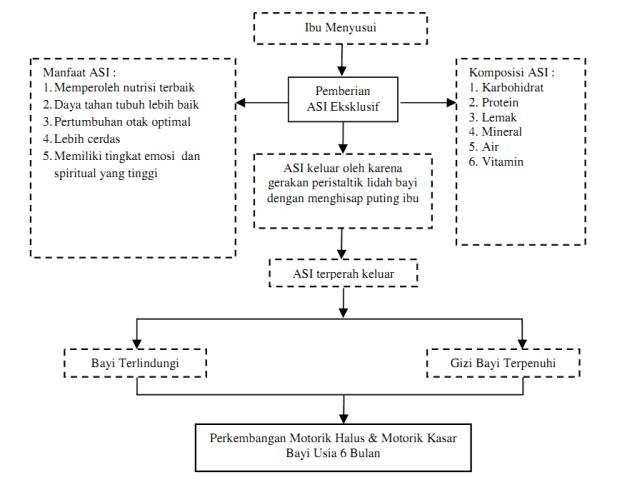 Ibu Menyusui
Manfaat ASI :
1. Memperoleh nutrisi terbaik
2. Daya tahan tubuh lebih baik
3. Pertumbuhan otak optimal
4. Lebih cerdas
5. Memiliki tingkat emosi dan
spiritual yang tinggi
Pemberian
ASI Eksklusif
Komposisi ASI :
1. Karbohidrat
2. Protein
3. Lemak
4. Mineral
5. Air
6. Vitamin
ASI keluar oleh karena
gerakan peristaltik lidah bayi
dengan menghisap puting ibu
ASI terperah keluar
Bayi Terlindungi
Gizi Bayi Terpenuhi
Perkembangan Motorik Halus & Motorik Kasar
Bayi Usia 6 Bulan